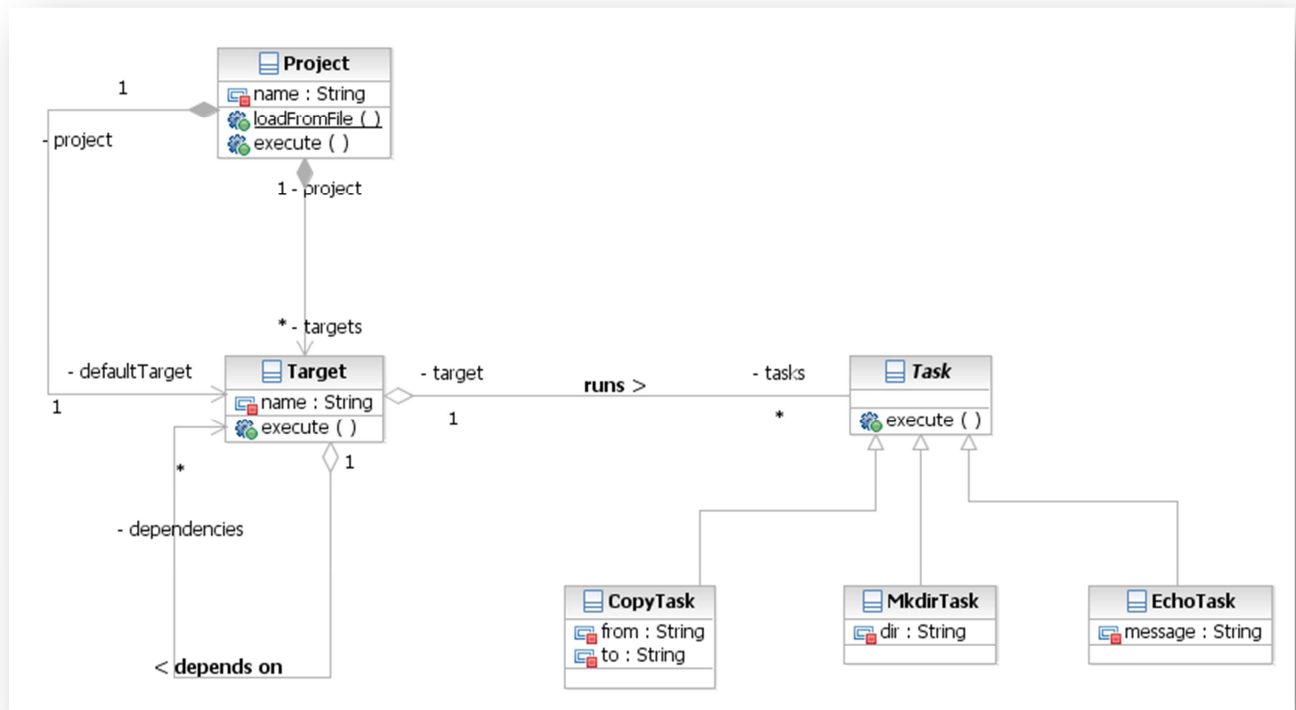 Project
1
name : String
loadFromFile ( )
execute ( )
- project
1 - project
* - targets
- defaultTarget
1
Target
name : String
execute ( )
- target
1
runs >
- tasks
*
Task
execute ( )
*
1
- dependencies
< depends on
CopyTask
from : String
to : String
MkdirTask
dir : String
EchoTask
message : String